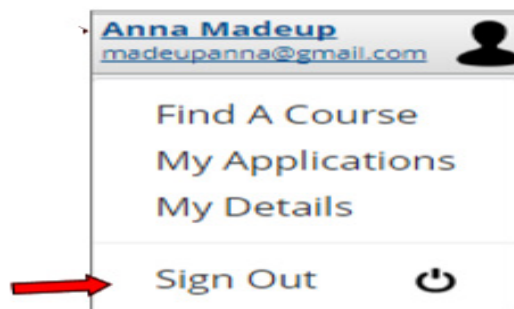 Anna Madeup
madeupanna@gmail.com
Find A Course
My Applications
My Details
Sign Out